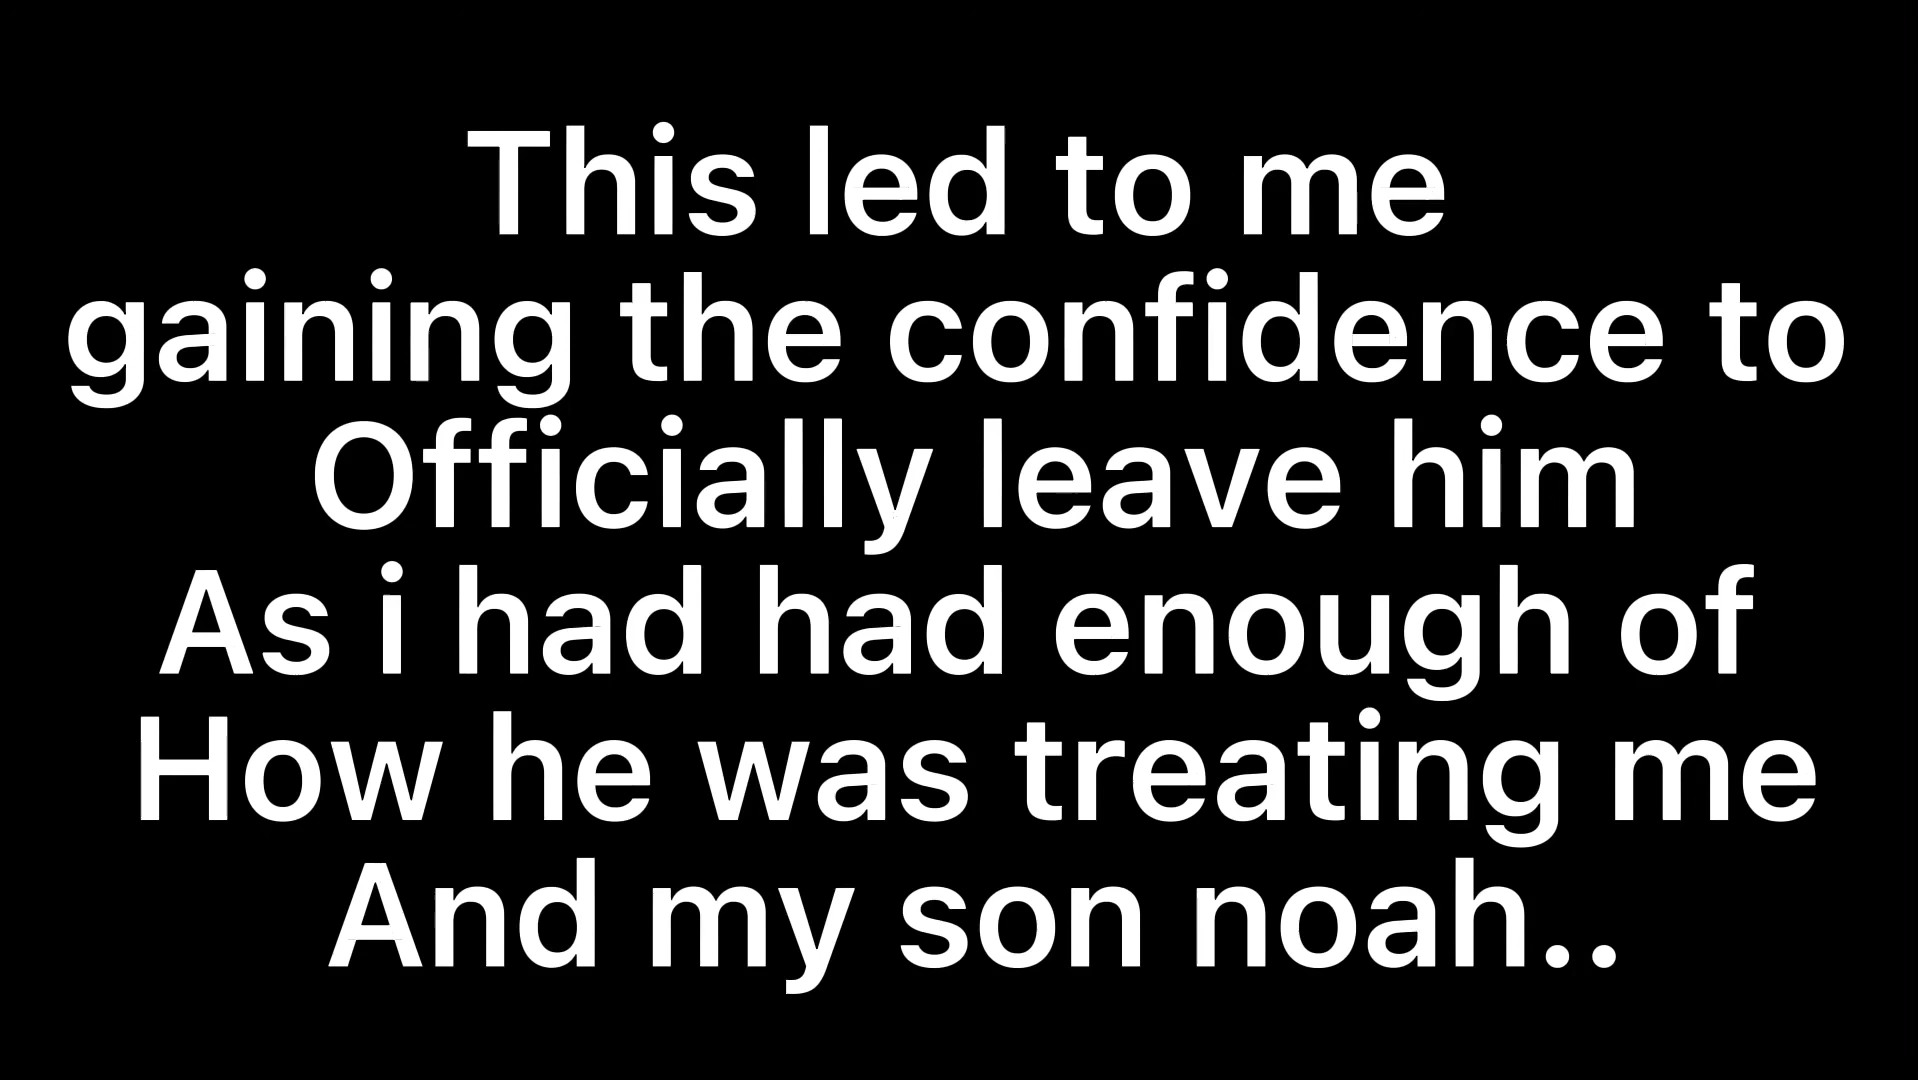 This led to me
gaining the confidence to
Officially leave him
As i had had enough of
How he was treating me
And my son noah..